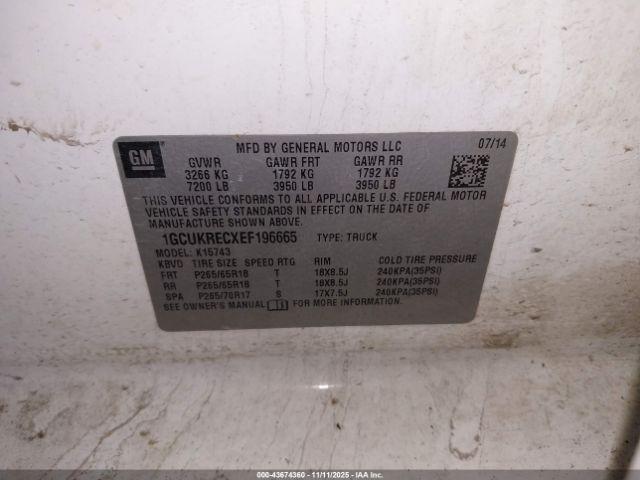 GM
MFD BY GENERAL MOTORS LLC 07/14
GVWR GAWR FRT GAWR RR
3266 KG 1792 KG 1792 KG
7200 LB 3950 LB 3950 LB
THIS VEHICLE CONFORMS TO ALL APPLICABLE U.S. FEDERAL MOTOR
VEHICLE SAFETY STANDARDS IN EFFECT ON THE DATE OF
MANUFACTURE SHOWN ABOVE.
1GCUKRECXEF196665 TYPE: TRUCK
MODEL: K15743
KBVD TIRE SIZE SPEED RTG RIM COLD TIRE PRESSURE
FRT P265/65R18 T 18X8.5J 240KPA(35PSI)
RR P265/65R18 T 18X8.5J 240KPA(35PSI)
SPA P265/70R17 S 17X7.5J 240KPA(35PSI)
SEE OWNER'S MANUAL FOR MORE INFORMATION.
000-43674360 - 11/11/2025 - IAA, Inc.